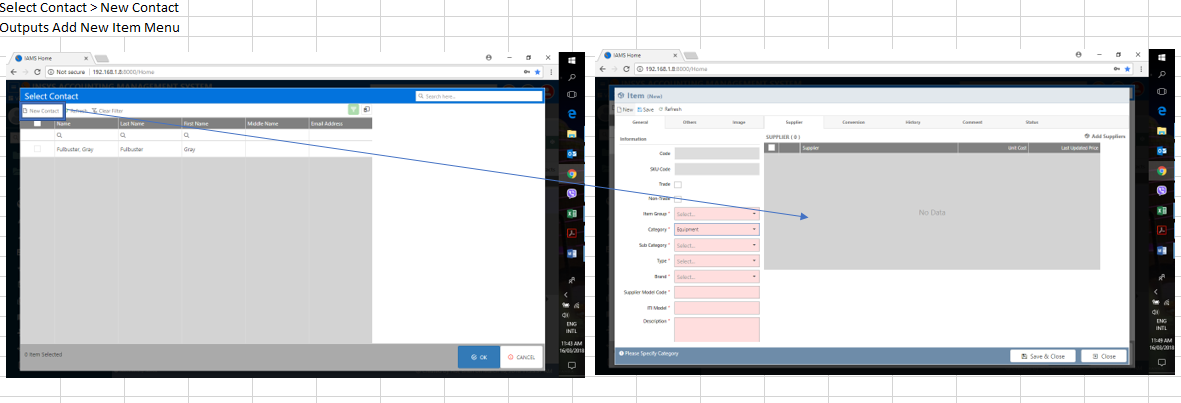 Select Contact > New Contact
Outputs Add New Item Menu
IAMS Home
Not secure
192.168.1.8:8000/Home
Select Contact
Search here...
New Contact
Refresh
Clear Filter
Name
Last Name
First Name
Middle Name
Email Address
Fulbuster, Gray
Fulbuster
Gray
0 Item Selected
OK
CANCEL
ENG
INTL
11:43 AM
16/03/2018
IAMS Home
192.168.1.8:8000/Home
Item (New)
New
Save
Refresh
General
Others
Image
Supplier
Conversion
History
Comment
Status
Information
Code
SKU Code
Trade
Non-Trade
Item Group *
Select...
Category *
Equipment
Sub Category *
Select...
Type *
Select...
Brand *
Select...
Supplier Model Code *
ITI Model *
Description *
SUPPLIER ( 0 )
Add Suppliers
Supplier
Unit Cost
Last Updated Price
No Data
Please Specify Category
Save & Close
Close
ENG
INTL
11:49 AM
16/03/2018